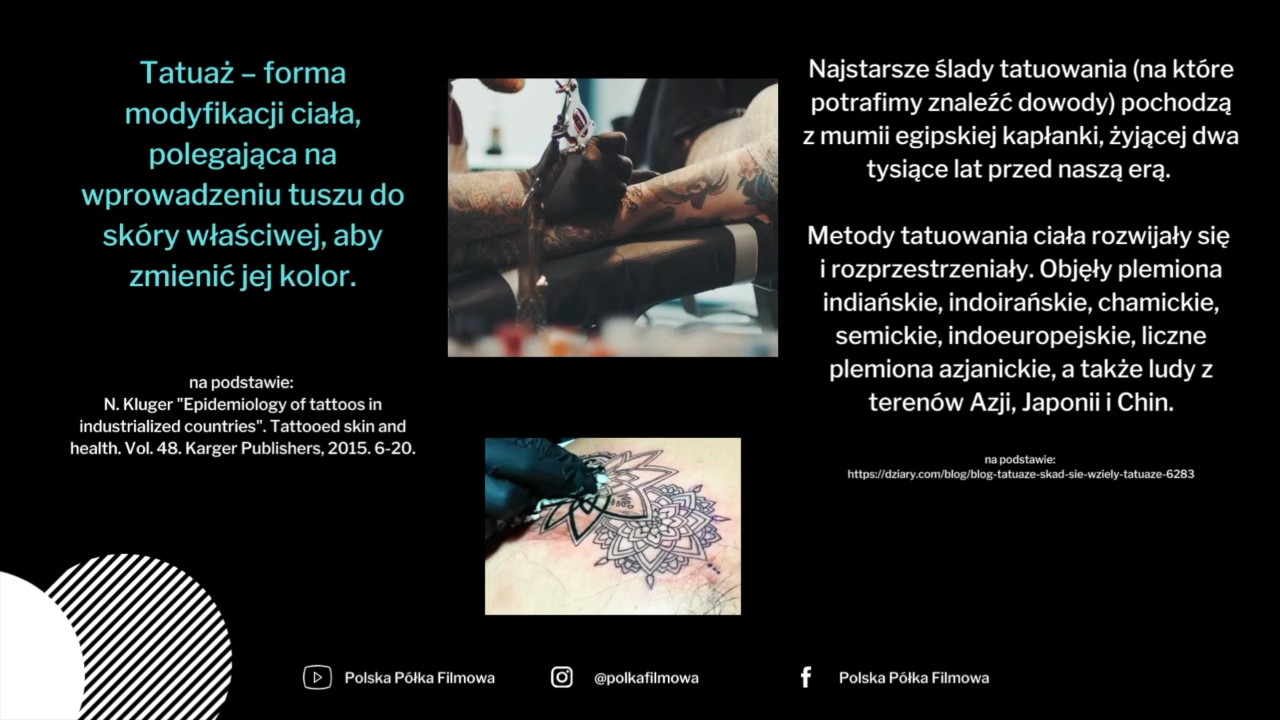 Tatuaż – forma
modyfikacji ciała,
polegająca na
wprowadzeniu tuszu do
skóry właściwej, aby
zmienić jej kolor.
na podstawie:
N. Kluger "Epidemiology of tattoos in
industrialized countries". Tattooed skin and
health. Vol. 48. Karger Publishers, 2015. 6-20.
Najstarsze ślady tatuowania (na które
potrafimy znaleźć dowody) pochodzą
z mumii egipskiej kapłanki, żyjącej dwa
tysiące lat przed naszą erą.
Metody tatuowania ciała rozwijały się
i rozprzestrzeniały. Objęły plemiona
indiańskie, indoirańskie, chamickie,
semickie, indoeuropejskie, liczne
plemiona azjanickie, a także ludy z
terenów Azji, Japonii i Chin.
na podstawie:
https://dziary.com/blog/blog-tatuaze-skad-sie-wziely-tatuaze-6283
Polska Półka Filmowa
@polkafilmowa
Polska Półka Filmowa